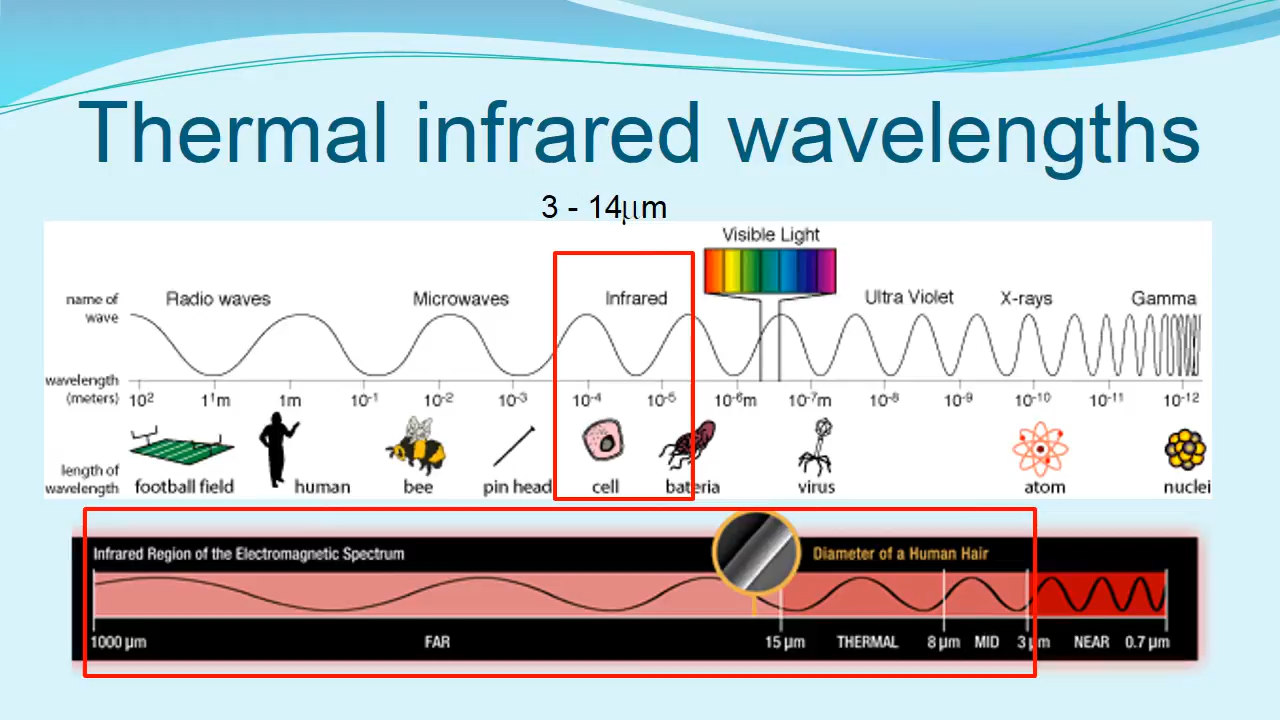 Thermal infrared wavelengths
3 - 14μm
Visible Light
name of wave
Radio waves Microwaves Infrared Ultra Violet X-rays Gamma
wavelength (meters)
10² 1¹m 1m 10⁻¹ 10⁻² 10⁻³ 10⁻⁴ 10⁻⁵ 10⁻⁶m 10⁻⁷m 10⁻⁸ 10⁻⁹ 10⁻¹⁰ 10⁻¹¹ 10⁻¹²
length of wavelength
football field human bee pin head cell bateria virus atom nuclei
Infrared Region of the Electromagnetic Spectrum Diameter of a Human Hair
1000 µm FAR 15 µm THERMAL 8 µm MID 3 µm NEAR 0.7 µm